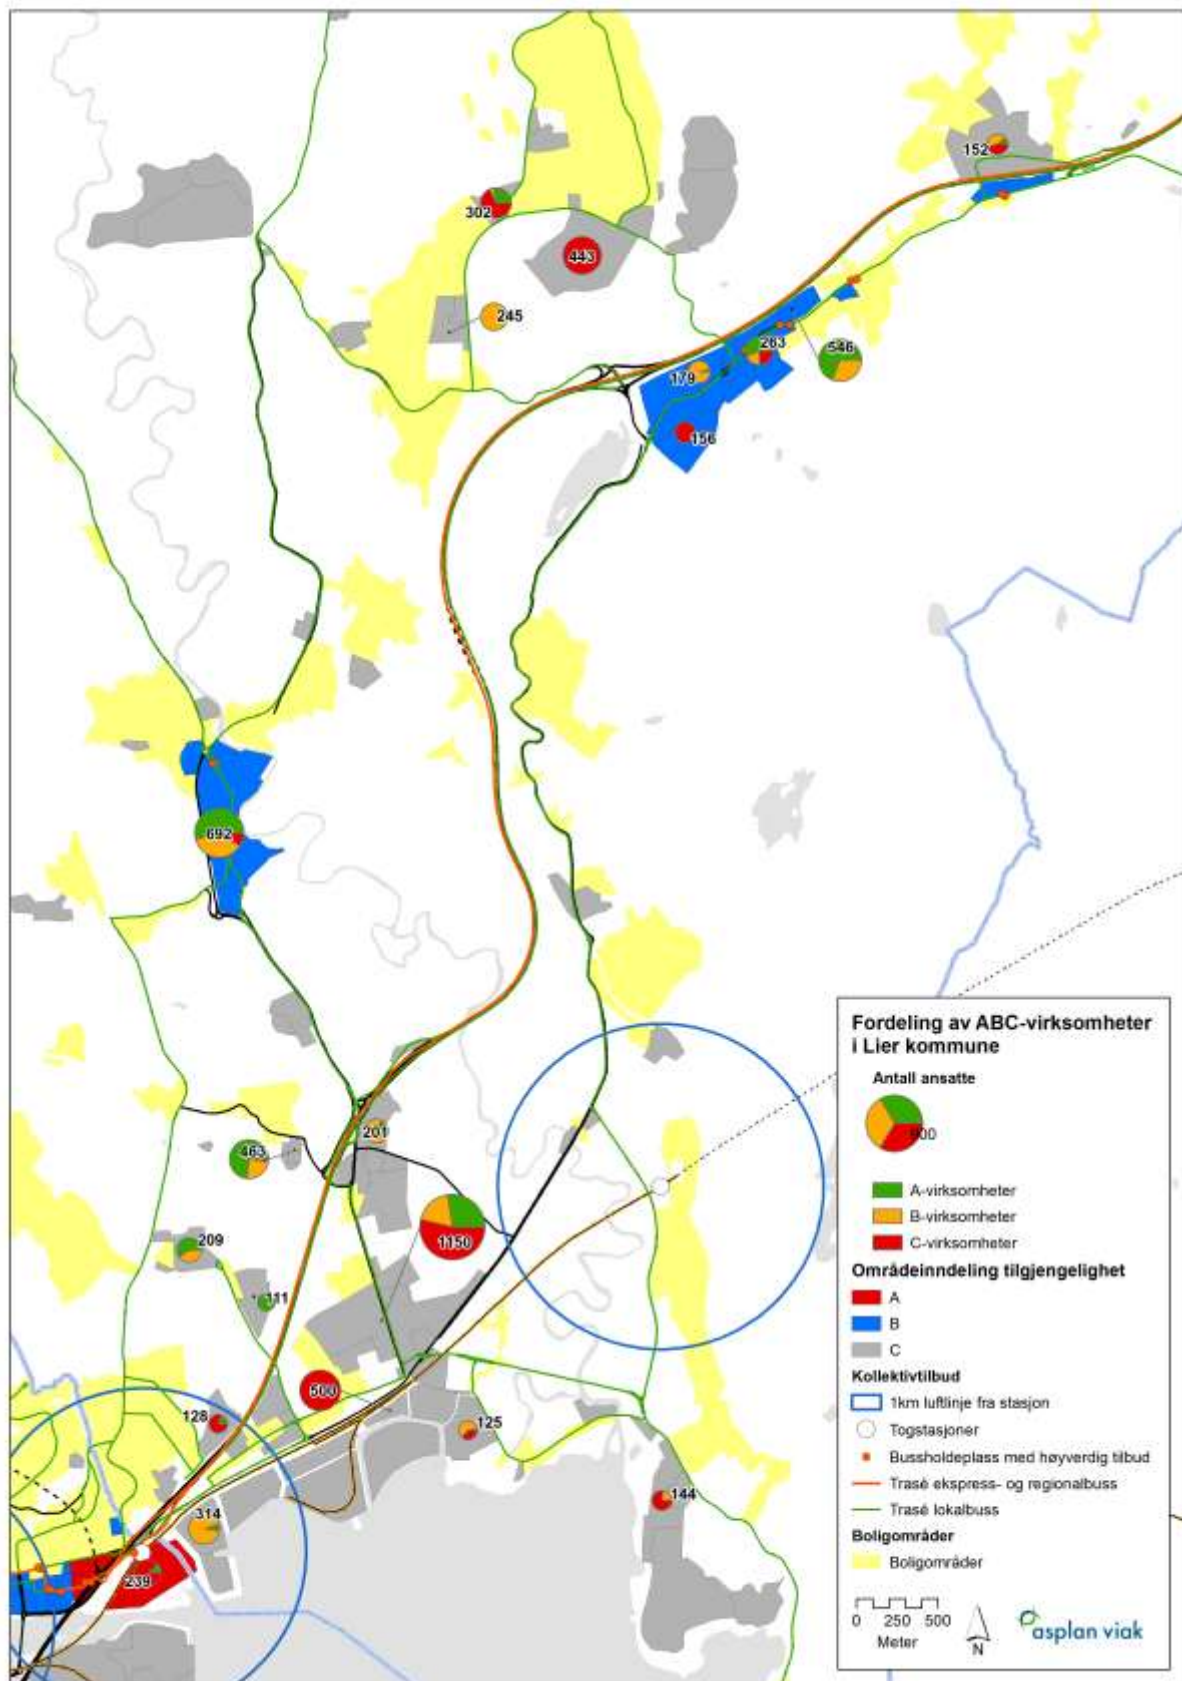 152
302
443
245
263
546
179
156
692
201
463
1150
209
111
500
128
125
144
314
239
Fordeling av ABC-virksomheter
i Lier kommune
Antall ansatte
900
A-virksomheter
B-virksomheter
C-virksomheter
Områdeinndeling tilgjengelighet
A
B
C
Kollektivtilbud
1km luftlinje fra stasjon
Togstasjoner
Bussholdeplass med høyverdig tilbud
Trasé ekspress- og regionalbuss
Trasé lokalbuss
Boligområder
Boligområder
0 250 500
Meter
N
asplan viak